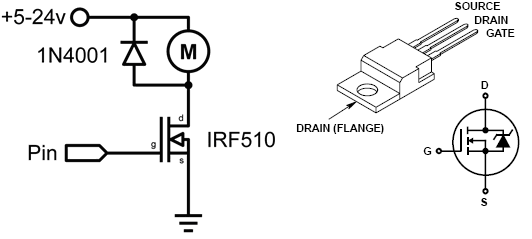 +5-24v
1N4001
M
d
g
s
IRF510
Pin
SOURCE
DRAIN
GATE
DRAIN (FLANGE)
D
G
S